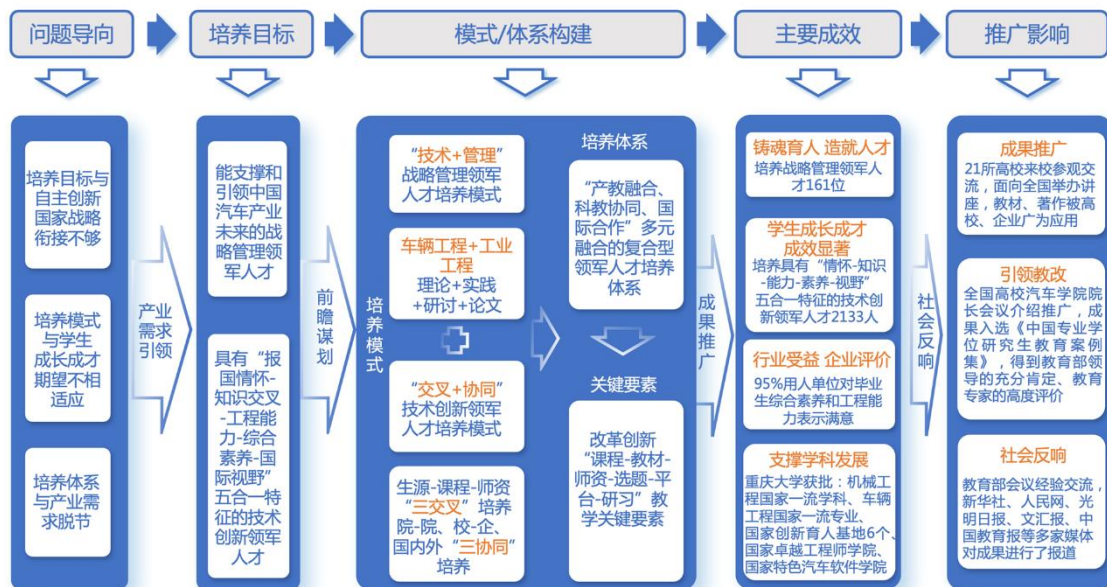 问题导向
培养目标
模式/体系构建
主要成效
推广影响
培养目标与
自主创新
国家战略
衔接不够
培养模式
与学生
成长成才
期望不相
适应
培养体系
与产业需求
脱节
产业
需求
引领
能支撑和
引领中国
汽车产业
未来的战
略管理领
军人才
具有“报
国情怀-
知识交叉
-工程能
力-综合
素养-国
际视野”
五合一特
征的技术
创新领军
人才
前瞻谋划
培养模式
“技术+管理”
战略管理领军
人才培养模式
车辆工程+工业
工程
理论+实践
+研讨+论文
“交叉+协同”
技术创新领军
人才培养模式
生源-课程-师资
“三交叉”培养
院-院、校-企、
国内外“三协同”
培养
培养体系
“产教融合、
科教协同、国
际合作”多元
融合的复合型
领军人才培养
体系
关键要素
改革创新
“课程-教材-
师资-选题-平
台-研习”教
学关键要素
成果推广
铸魂育人 造就人才
培养战略管理领军人
才161位
学生成长成才
成效显著
培养具有“情怀-知识
-能力-素养-视野”
五合一特征的技术创
新领军人才2133人
行业受益 企业评价
95%用人单位对毕业
生综合素养和工程能
力表示满意
支撑学科发展
重庆大学获批：机械工
程国家一流学科、车辆
工程国家一流专业、
国家创新育人基地6个、
国家卓越工程师学院、
国家特色汽车软件学院
社会反响
成果推广
21所高校来校参观交
流，面向全国举办讲
座，教材、著作被高
校、企业广为应用
引领教改
全国高校汽车学院院
长会议介绍推广，成
果入选《中国专业学
位研究生教育案例
集》，得到教育部领
导的充分肯定、教育
专家的高度评价
社会反响
教育部会议经验交流，
新华社、人民网、光
明日报、文汇报、中
国教育报等多家媒体
对成果进行了报道